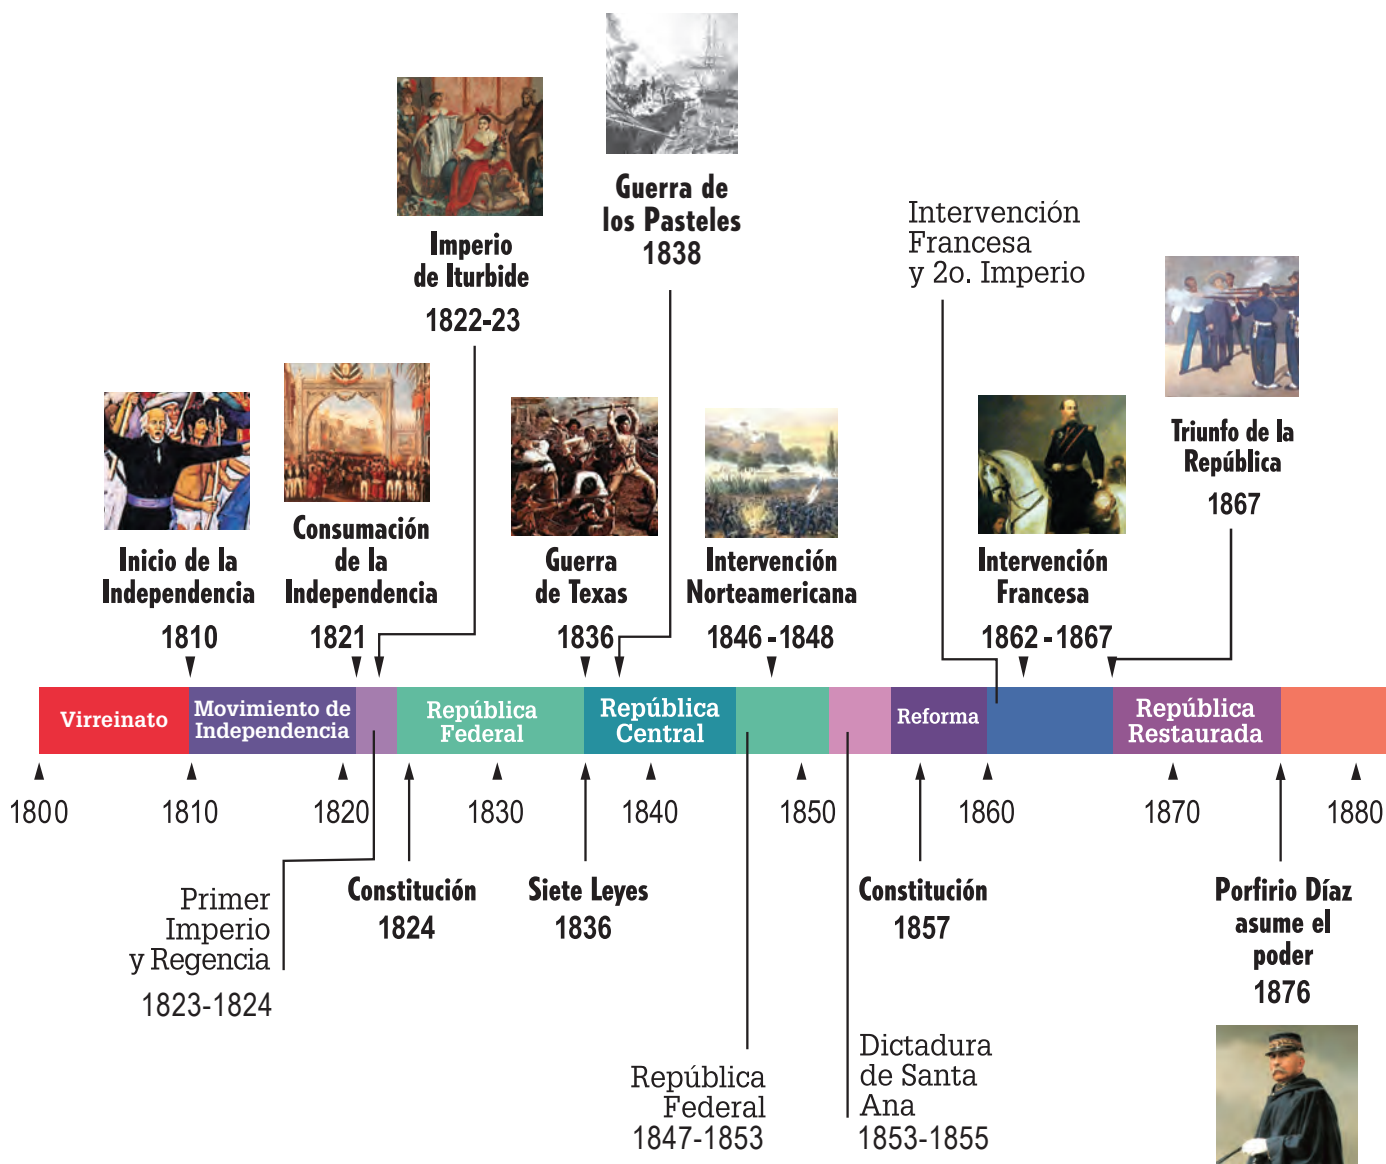 Guerra de
los Pasteles
1838
Imperio
de Iturbide
1822-23
Intervención
Francesa
y 2o. Imperio
Triunfo de la
República
1867
Inicio de la
Independencia
1810
Consumación
de la
Independencia
1821
Guerra
de Texas
1836
Intervención
Norteamericana
1846 - 1848
Intervención
Francesa
1862 - 1867
Virreinato
Movimiento de
Independencia
República
Federal
República
Central
Reforma
República
Restaurada
1800
1810
1820
1830
1840
1850
1860
1870
1880
Primer
Imperio
y Regencia
1823-1824
Constitución
1824
Siete Leyes
1836
República
Federal
1847-1853
Dictadura
de Santa
Ana
1853-1855
Constitución
1857
Porfirio Díaz
asume el
poder
1876